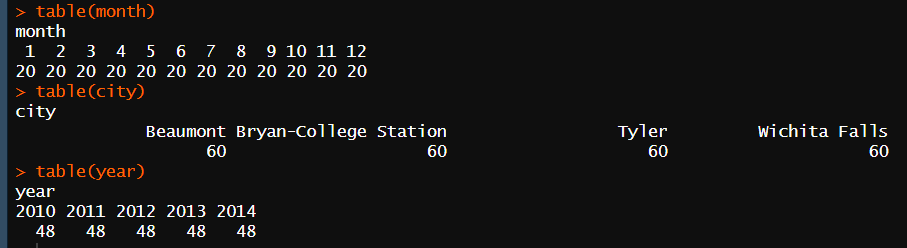 > table(month)
month
 1  2  3  4  5  6  7  8  9 10 11 12
20 20 20 20 20 20 20 20 20 20 20 20
> table(city)
city
             Beaumont Bryan-College Station                 Tyler         Wichita Falls
                   60                    60                    60                    60
> table(year)
year
2010 2011 2012 2013 2014
  48   48   48   48   48